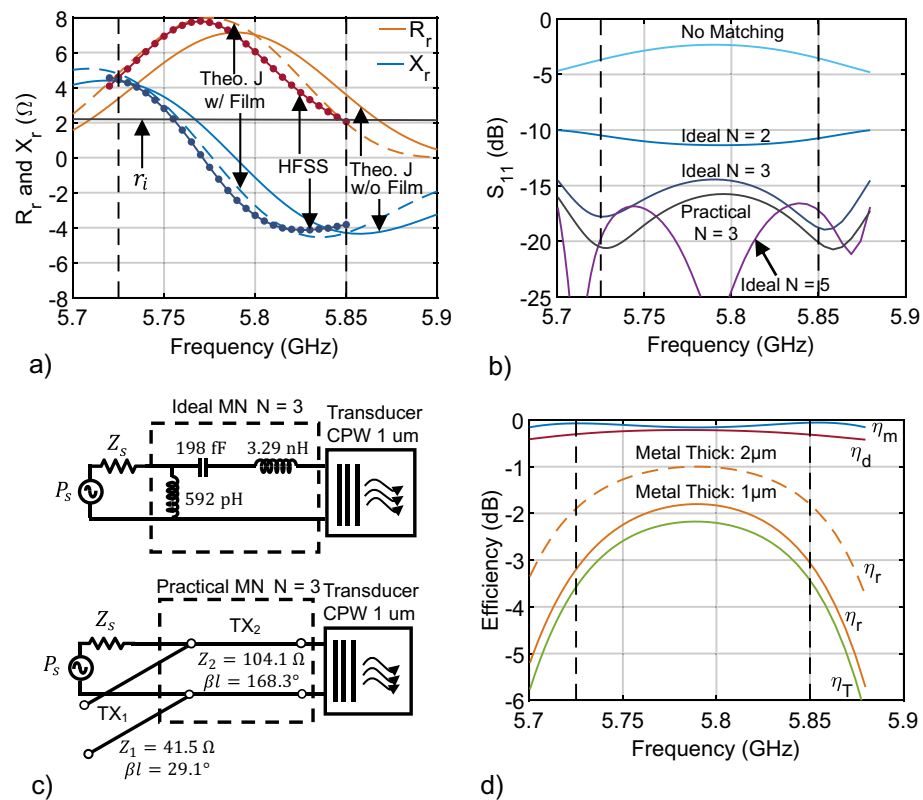 8
6
4
2
0
-2
-4
-6
8
R_r and X_r (Ω)
R_r
X_r
Theo. J
w/ Film
HFSS
Theo. J
w/o Film
r_i
5.7
5.75
5.8
5.85
5.9
Frequency (GHz)
a)
0
-5
-10
-15
-20
-25
S_11 (dB)
No Matching
Ideal N = 2
Ideal N = 3
Practical
N = 3
Ideal N = 5
5.7
5.75
5.8
5.85
5.9
Frequency (GHz)
b)
Ideal MN N = 3
Transducer
CPW 1 um
Z_s
198 fF
3.29 nH
P_s
592 pH
Practical MN N = 3
Transducer
CPW 1 um
Z_s
TX_2
P_s
Z_2 = 104.1 Ω
βl = 168.3°
TX_1
Z_1 = 41.5 Ω
βl = 29.1°
c)
0
-1
-2
-3
-4
-5
-6
Efficiency (dB)
η_m
η_d
Metal Thick: 2μm
Metal Thick: 1μm
η_r
η_r
η_T
5.7
5.75
5.8
5.85
5.9
Frequency (GHz)
d)